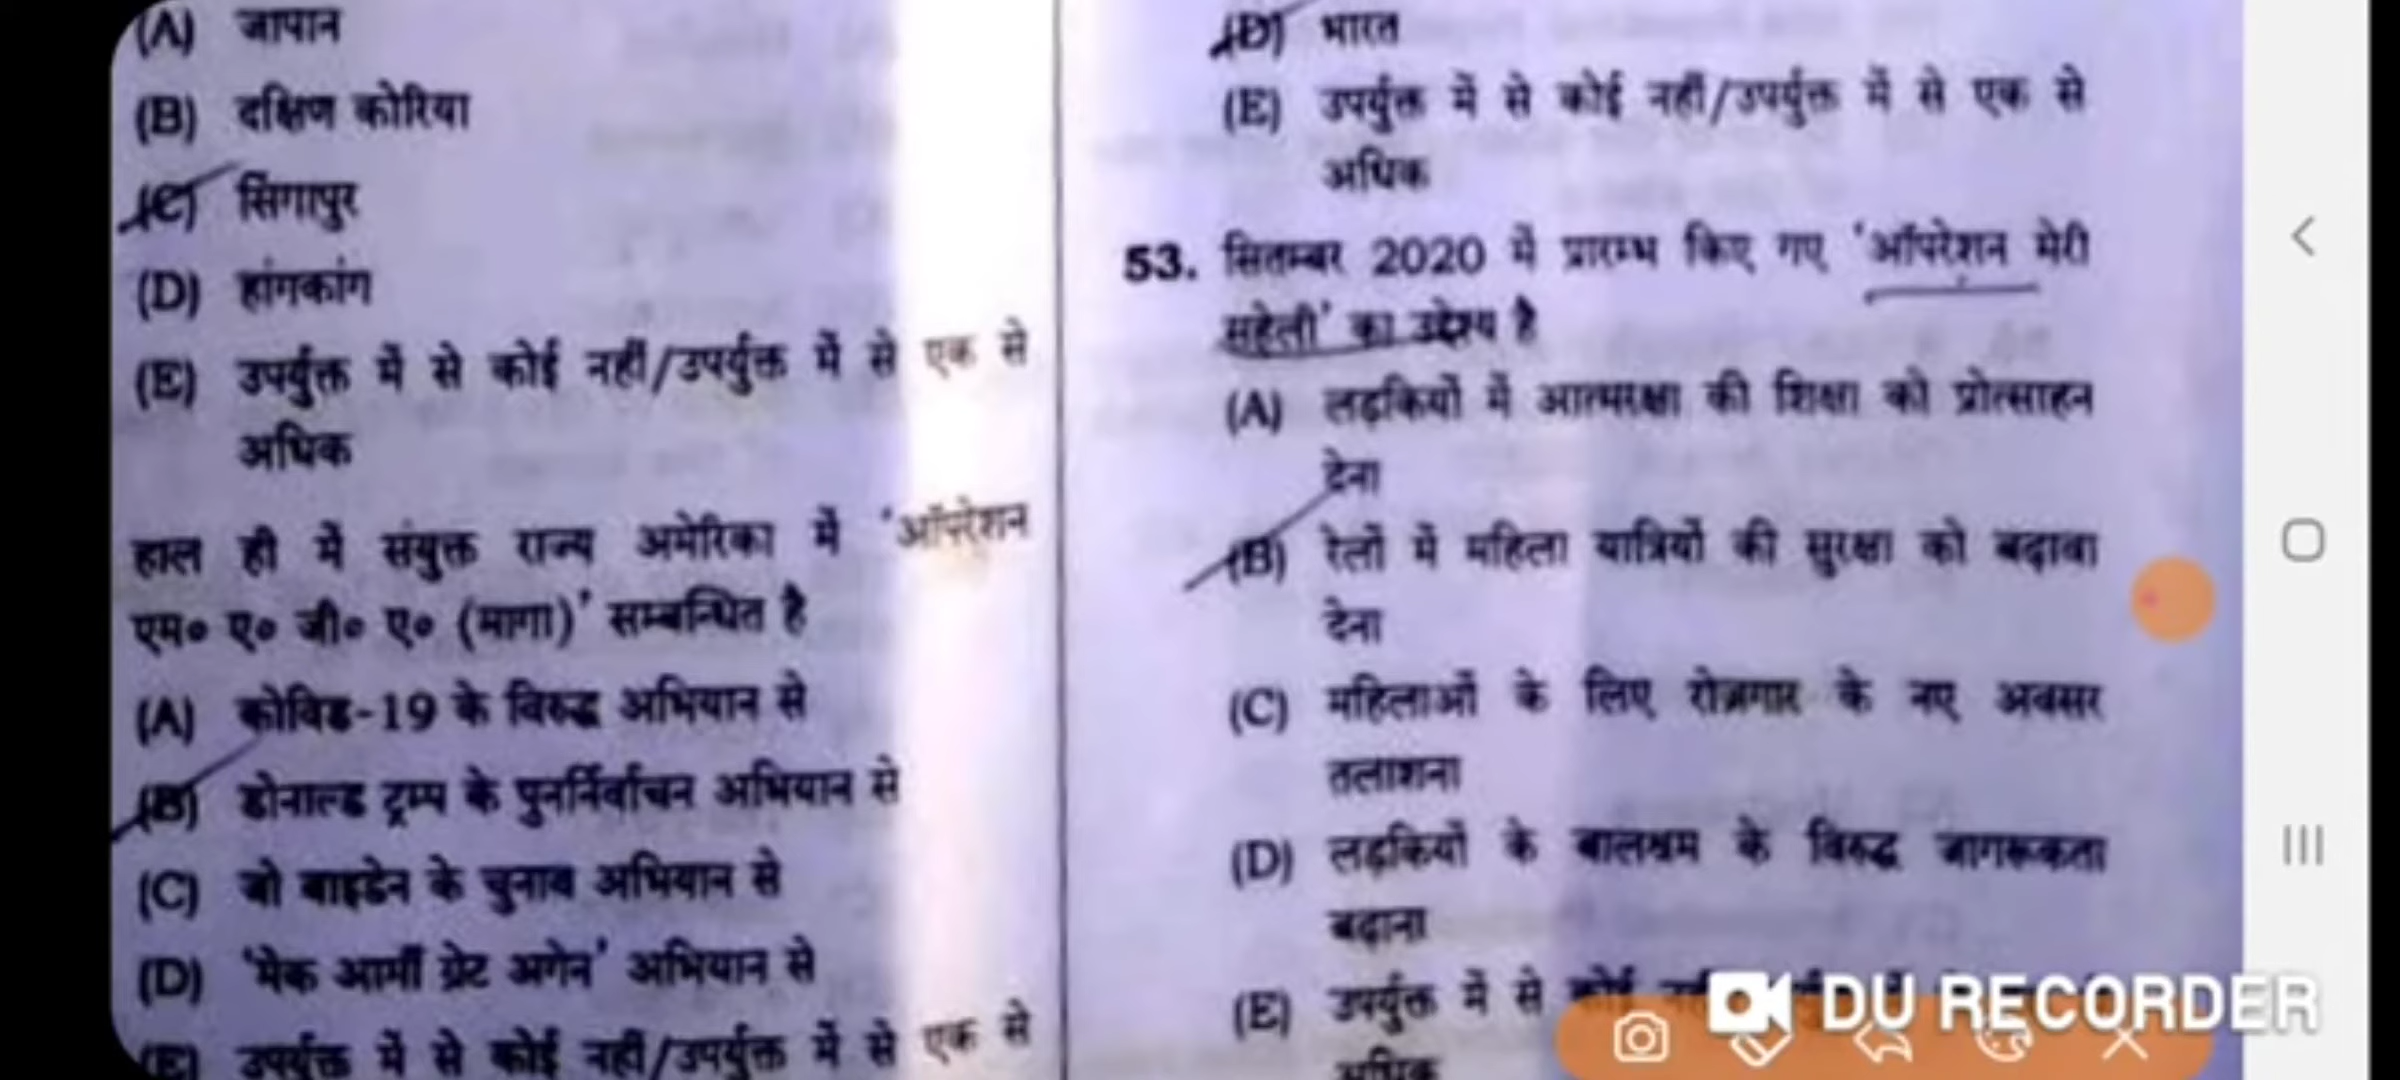 (A) जापान
(B) दक्षिण कोरिया
(C) सिंगापुर
(D) हांगकांग
(E) उपर्युक्त में से कोई नहीं/उपर्युक्त में से एक से
अधिक
हाल ही में संयुक्त राज्य अमेरिका में 'ऑपरेशन
एम० ए० जी० ए० (मागा)' सम्बन्धित है
(A) कोविड-19 के विरुद्ध अभियान से
(B) डोनाल्ड ट्रम्प के पुनर्निर्वाचन अभियान से
(C) जो बाइडेन के चुनाव अभियान से
(D) 'मेक आर्मी ग्रेट अगेन' अभियान से
(E) उपर्युक्त में से कोई नहीं/उपर्युक्त में से एक से
(D) भारत
(E) उपर्युक्त में से कोई नहीं/उपर्युक्त में से एक से
अधिक
53. सितम्बर 2020 में प्रारम्भ किए गए 'ऑपरेशन मेरी
सहेली' का उद्देश्य है
(A) लड़कियों में आत्मरक्षा की शिक्षा को प्रोत्साहन
देना
(B) रेलों में महिला यात्रियों की सुरक्षा को बढ़ावा
देना
(C) महिलाओं के लिए रोज़गार के नए अवसर
तलाशना
(D) लड़कियों के बालश्रम के विरुद्ध जागरूकता
बढ़ाना
(E) उपर्युक्त में से कोई
अधिक
DU RECORDER